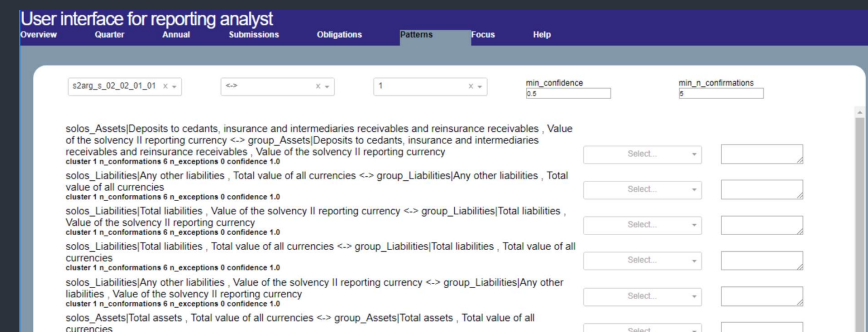 User interface for reporting analyst
Overview Quarter Annual Submissions Obligations Patterns Focus Help
s2arg_s_02_02_01_01 x <-> x 1 x min_confidence 0.5 min_n_confirmations 5
solos_Assets|Deposits to cedants, insurance and intermediaries receivables and reinsurance receivables , Value
of the solvency II reporting currency <-> group_Assets|Deposits to cedants, insurance and intermediaries
receivables and reinsurance receivables , Value of the solvency II reporting currency
cluster 1 n_conformations 6 n_exceptions 0 confidence 1.0
Select...
solos_Liabilities|Any other liabilities , Total value of all currencies <-> group_Liabilities|Any other liabilities , Total
value of all currencies
cluster 1 n_conformations 6 n_exceptions 0 confidence 1.0
Select...
solos_Liabilities|Total liabilities , Value of the solvency II reporting currency <-> group_Liabilities|Total liabilities ,
Value of the solvency II reporting currency
cluster 1 n_conformations 6 n_exceptions 0 confidence 1.0
Select...
solos_Liabilities|Total liabilities , Total value of all currencies <-> group_Liabilities|Total liabilities , Total value of all
currencies
cluster 1 n_conformations 6 n_exceptions 0 confidence 1.0
Select...
solos_Liabilities|Any other liabilities , Value of the solvency II reporting currency <-> group_Liabilities|Any other
liabilities , Value of the solvency II reporting currency
cluster 1 n_conformations 6 n_exceptions 0 confidence 1.0
Select...
solos_Assets|Total assets , Total value of all currencies <-> group_Assets|Total assets , Total value of all
currencies
Select...